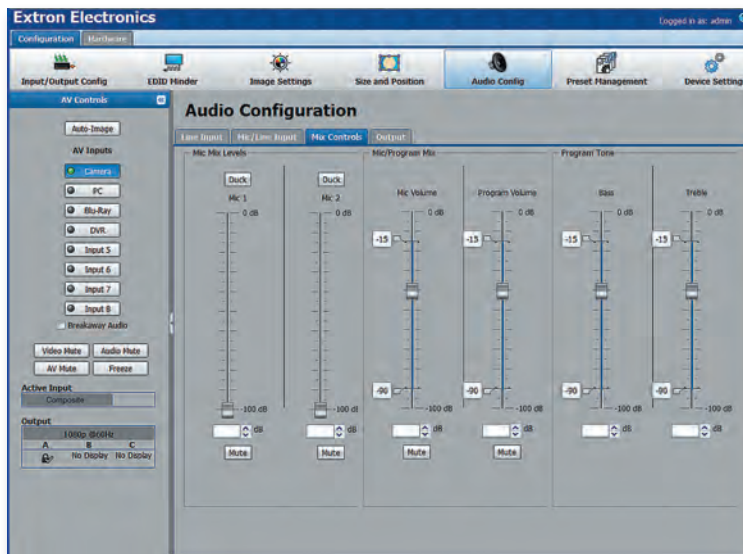 Extron Electronics
Logged in as: admin
Configuration Hardware
Input/Output Config EDID Minder Image Settings Size and Position Audio Config Preset Management Device Setting
AV Controls
Auto-Image
AV Inputs
Camera
PC
Blu-Ray
DVR
Input 5
Input 6
Input 7
Input 8
Breakaway Audio
Video Mute Audio Mute
AV Mute Freeze
Active Input
Composite
Output
1080p @60Hz
A B C
No Display No Display
Audio Configuration
Line Input Mic/Line Input Mix Controls Output
Mic Mix Levels
Duck Duck
Mic 1 Mic 2
0 dB 0 dB
-100 dB -100 dB
dB dB
Mute Mute
Mic/Program Mix
Mic Volume Program Volume
0 dB 0 dB
-15 -15
-90 -90
-100 dB -100 dB
dB dB
Mute Mute
Program Tone
Bass Treble
0 dB 0 dB
-15 -15
-90 -90
-100 dB -100 dB
dB dB